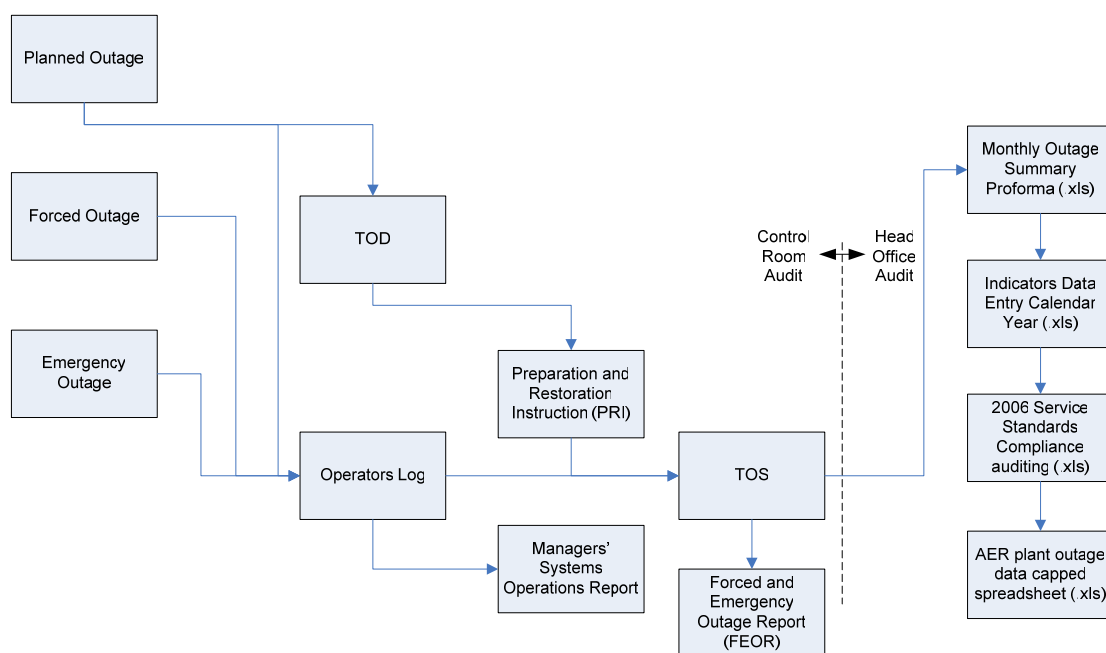 Planned Outage
Forced Outage
Emergency
Outage
TOD
Preparation and
Restoration
Instruction (PRI)
Operators Log
Managers'
Systems
Operations Report
TOS
Forced and
Emergency
Outage Report
(FEOR)
Control
Room
Audit
Head
Office
Audit
Monthly Outage
Summary
Proforma (.xls)
Indicators Data
Entry Calendar
Year (.xls)
2006 Service
Standards
Compliance
auditing (.xls)
AER plant outage
data capped
spreadsheet (.xls)